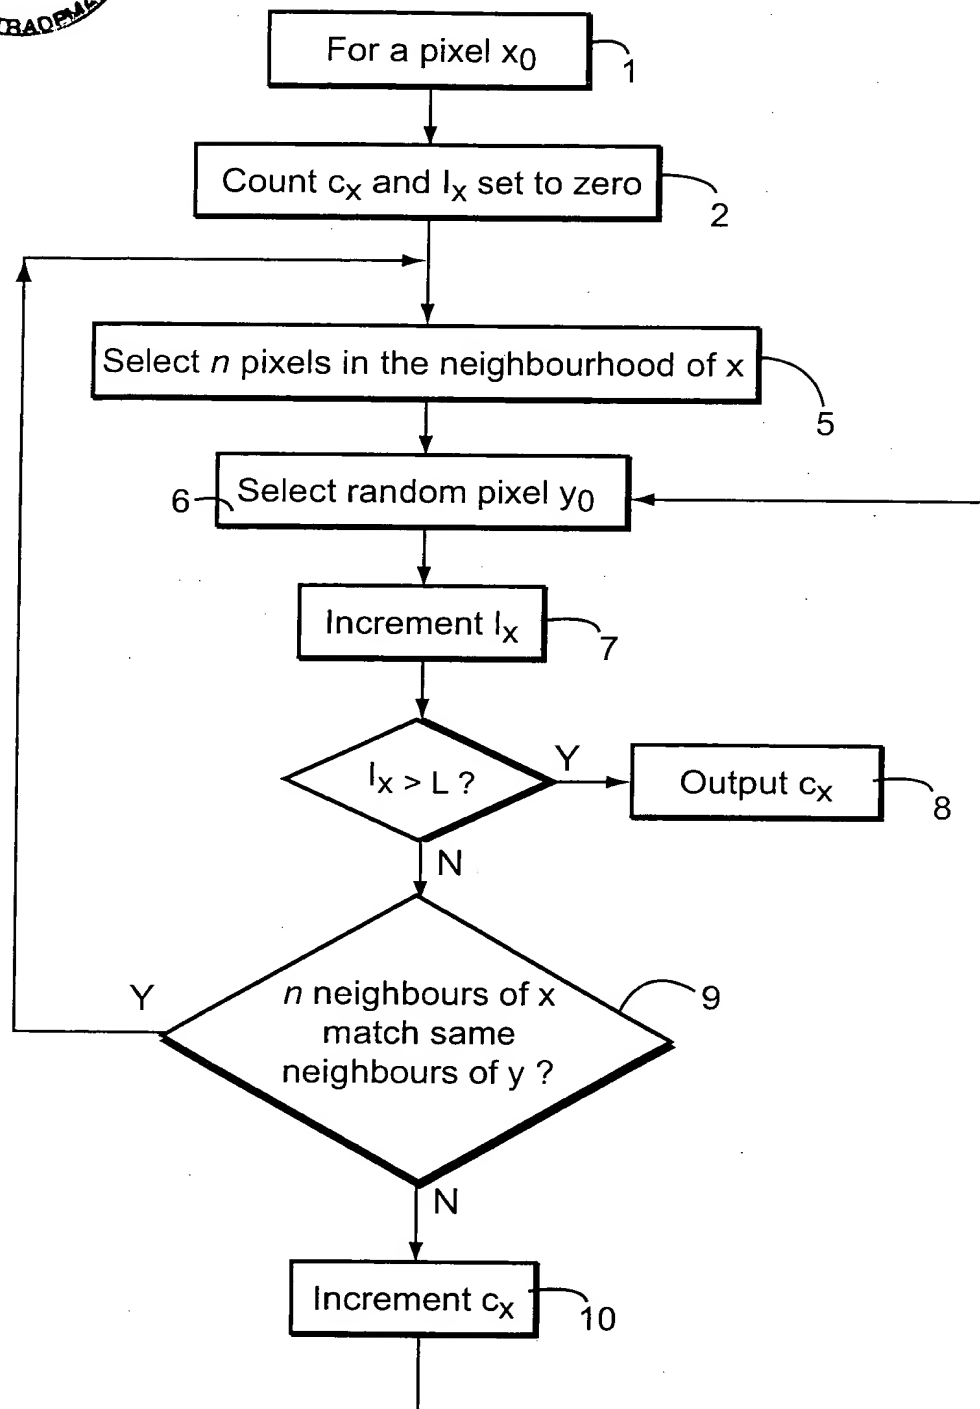 For a pixel x0
1
Count cx and Ix set to zero
2
Select n pixels in the neighbourhood of x
5
6
Select random pixel y0
Increment Ix
7
Ix > L ?
Y
Output cx
8
N
Y
n neighbours of x
match same
neighbours of y ?
9
N
Increment cx
10